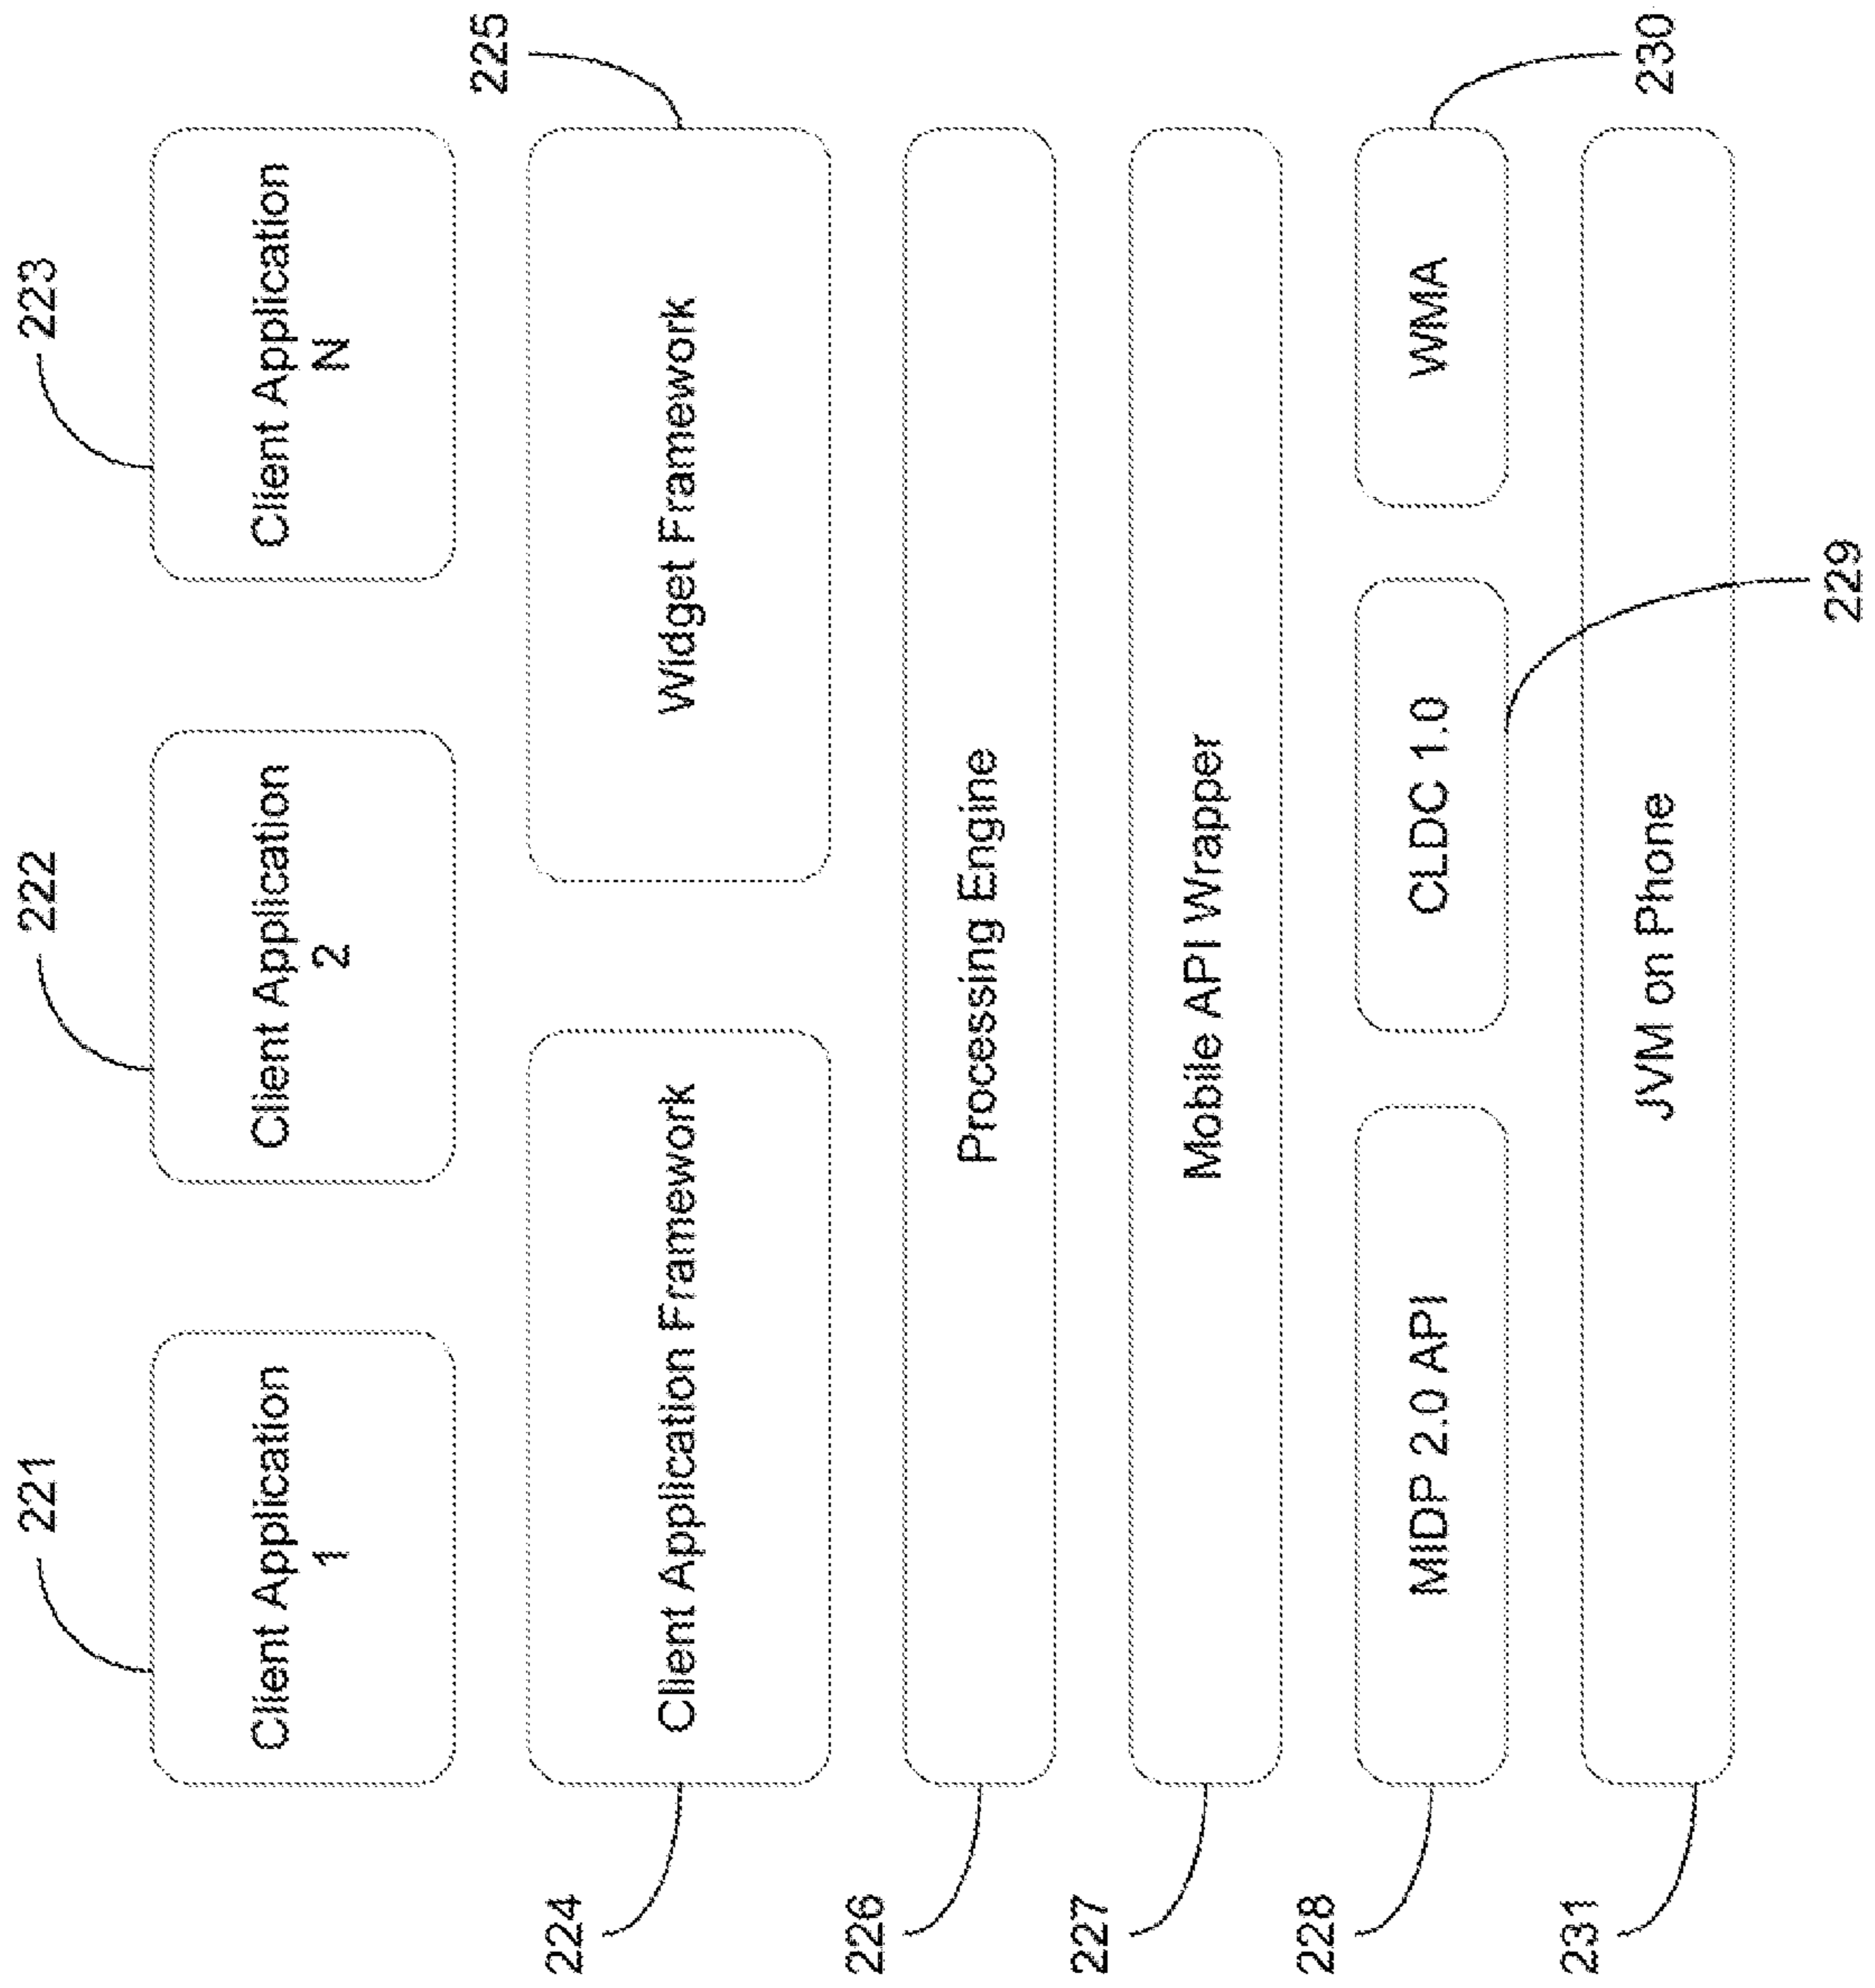 221
222
223
Client Application
1
Client Application
2
Client Application
N
225
224
Client Application Framework
Widget Framework
226
Processing Engine
227
Mobile API Wrapper
228
MIDP 2.0 API
CLDC 1.0
WMA
230
231
JVM on Phone
229